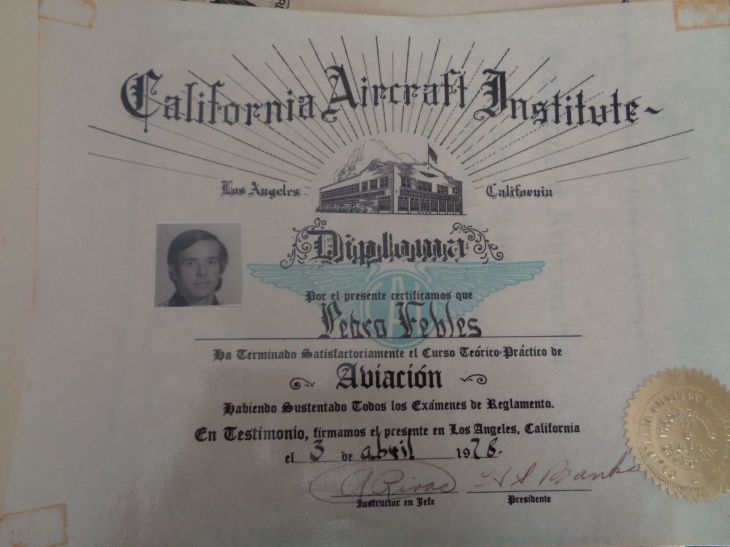 California Aircraft Institute
Los Angeles California
Diploma
Por el presente certificamos que
Pedro Febles
Ha Terminado Satisfactoriamente el Curso Teórico-Práctico de
Aviación
Habiendo Sustentado Todos los Exámenes de Reglamento.
En Testimonio, firmamos el presente en Los Angeles, California
el 3 de abril 1978.
A Rivas H S Banks
Instructor en Jefe Presidente